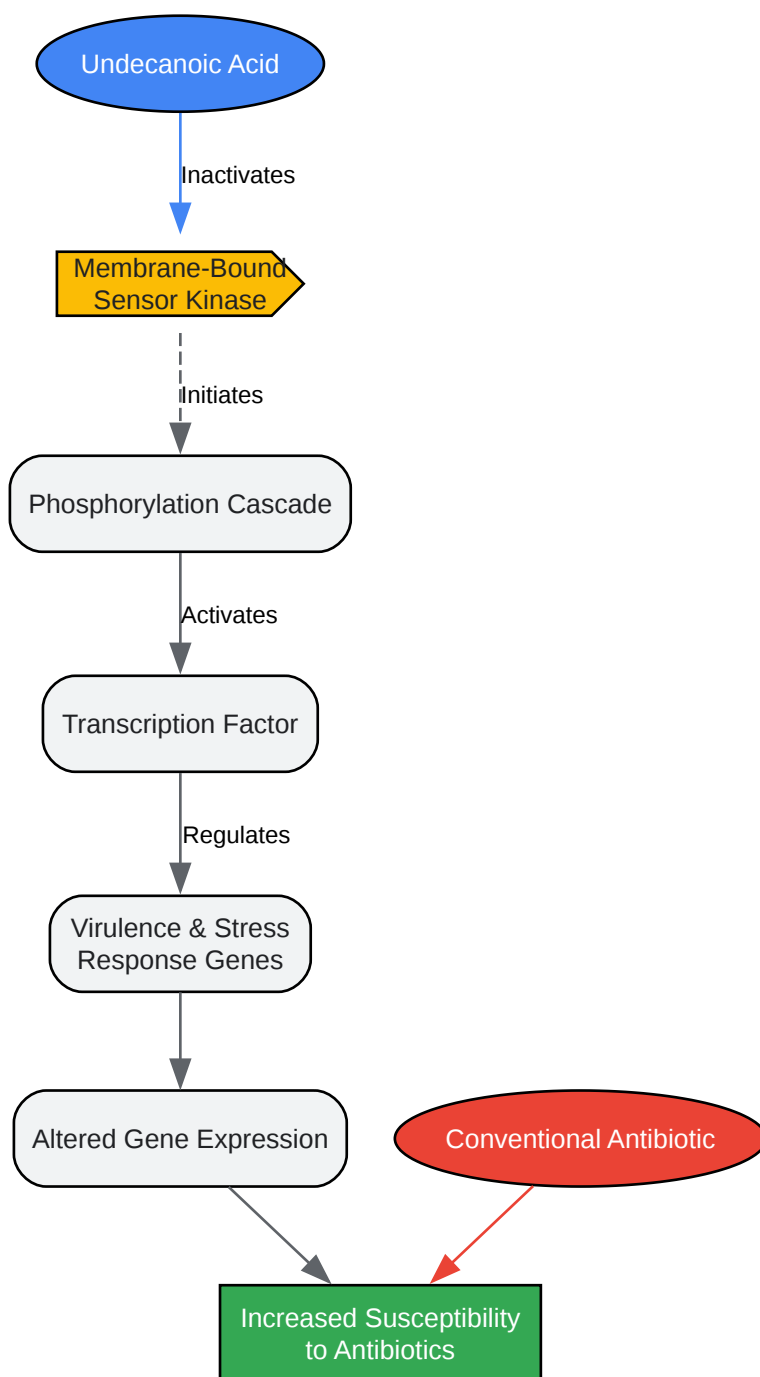 Undecanoic Acid
Inactivates
Membrane-Bound
Sensor Kinase
Initiates
Phosphorylation Cascade
Activates
Transcription Factor
Regulates
Virulence & Stress
Response Genes
Altered Gene Expression
Conventional Antibiotic
Increased Susceptibility
to Antibiotics